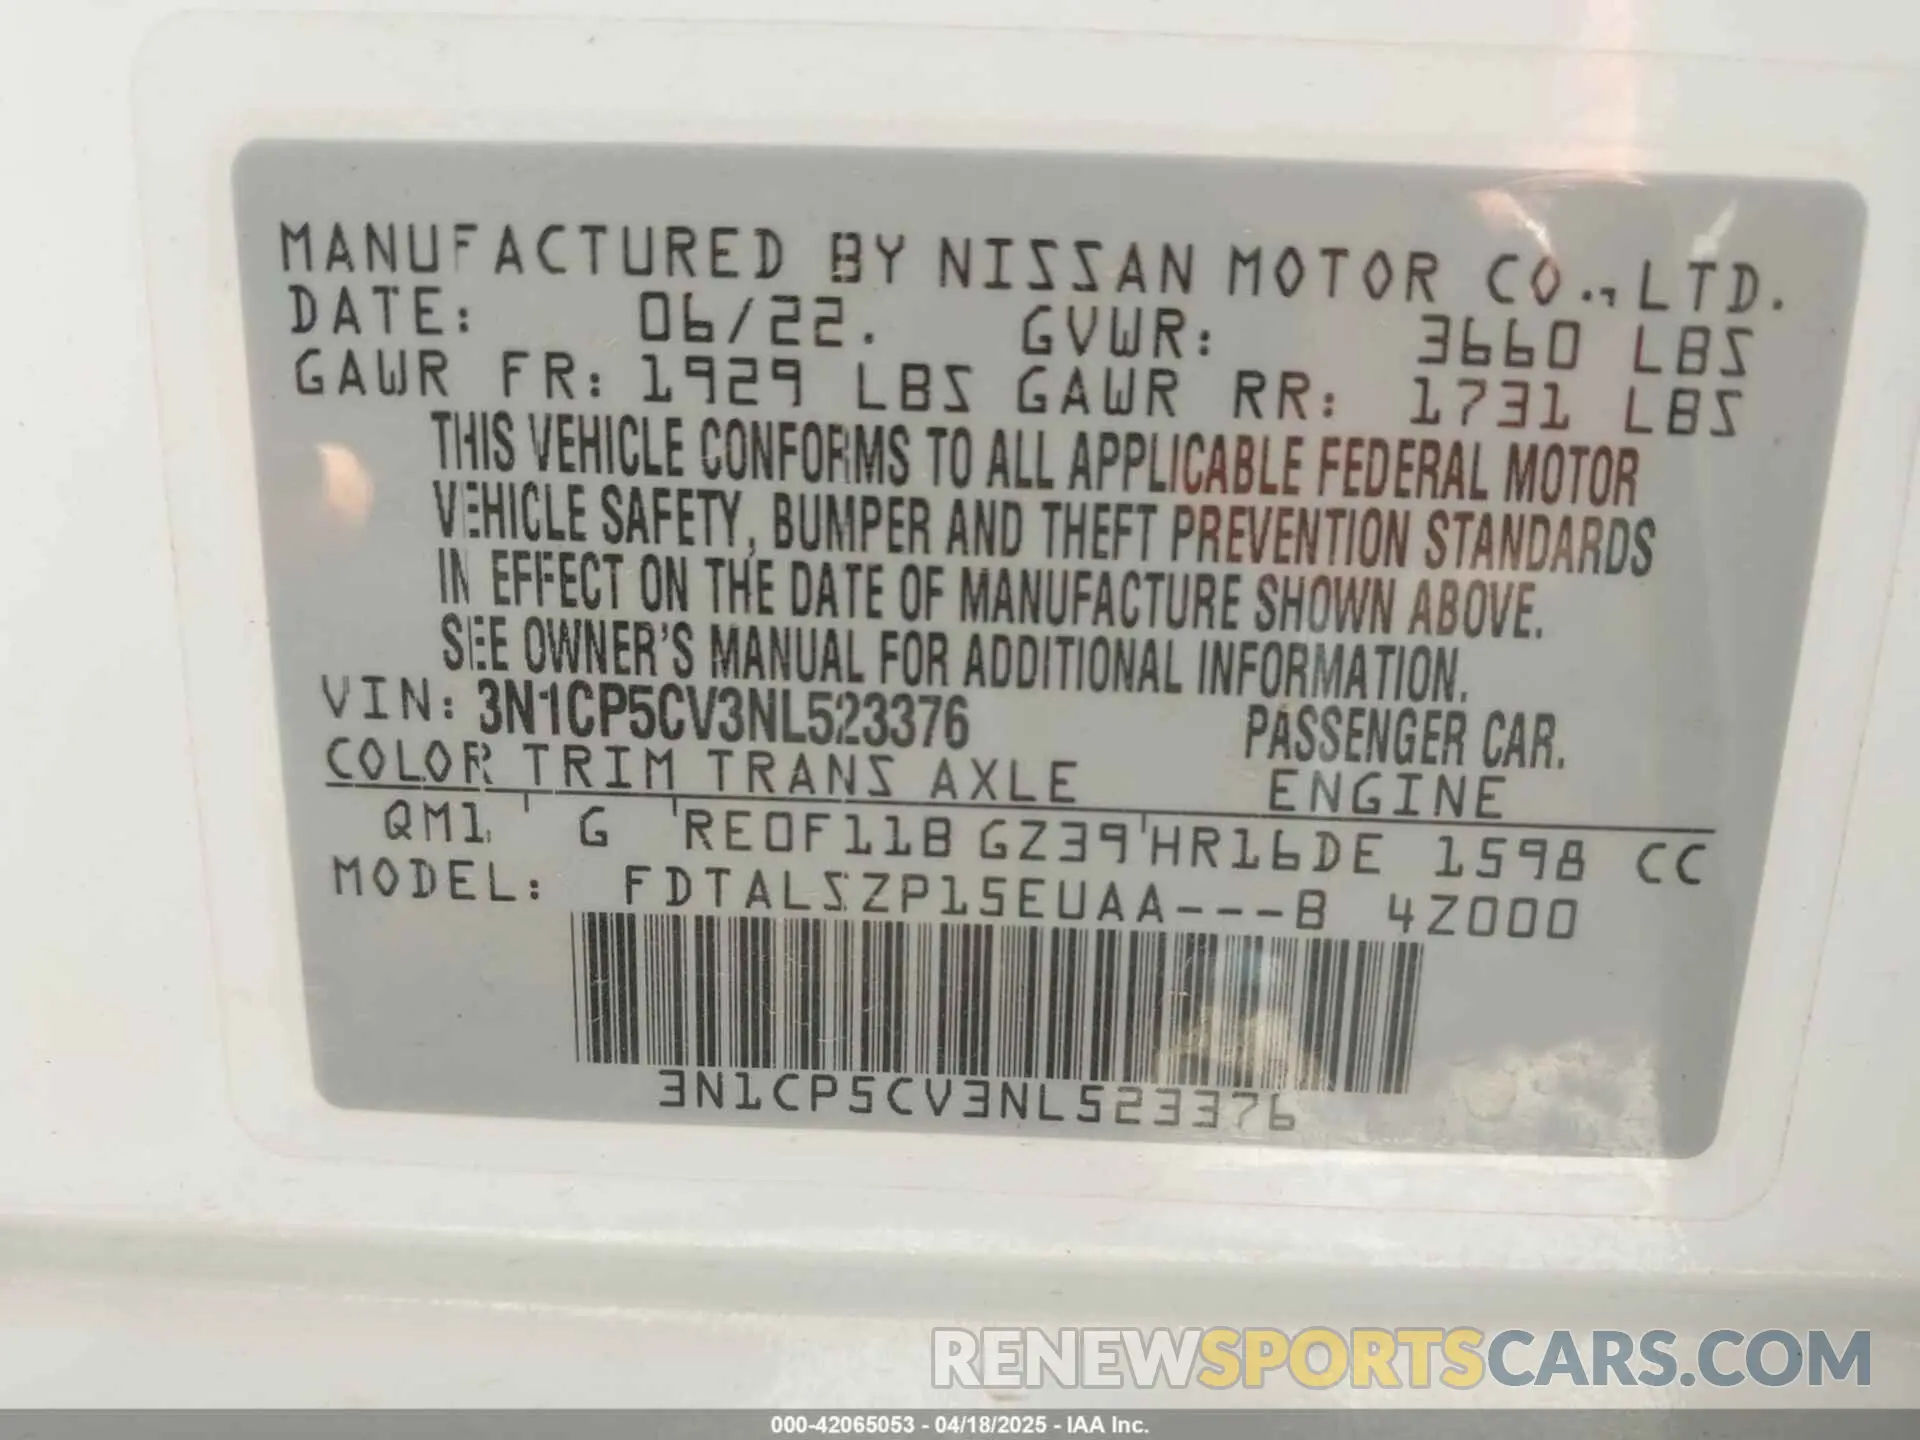 MANUFACTURED BY NISSAN MOTOR CO.,LTD.
DATE: 06/22. GVWR: 3660 LBS
GAWR FR: 1929 LBS GAWR RR: 1731 LBS
THIS VEHICLE CONFORMS TO ALL APPLICABLE FEDERAL MOTOR
VEHICLE SAFETY, BUMPER AND THEFT PREVENTION STANDARDS
IN EFFECT ON THE DATE OF MANUFACTURE SHOWN ABOVE.
SEE OWNER'S MANUAL FOR ADDITIONAL INFORMATION.
VIN: 3N1CP5CV3NL523376 PASSENGER CAR.
COLOR TRIM TRANS AXLE ENGINE
QM1 ' G 'RE0F11B GZ39'HR16DE 1598 CC
MODEL: FDTALSZP15EUAA---B 4Z000
3N1CP5CV3NL523376
RENEWSPORTSCARS.COM
000-42065053 - 04/18/2025 - IAA Inc.